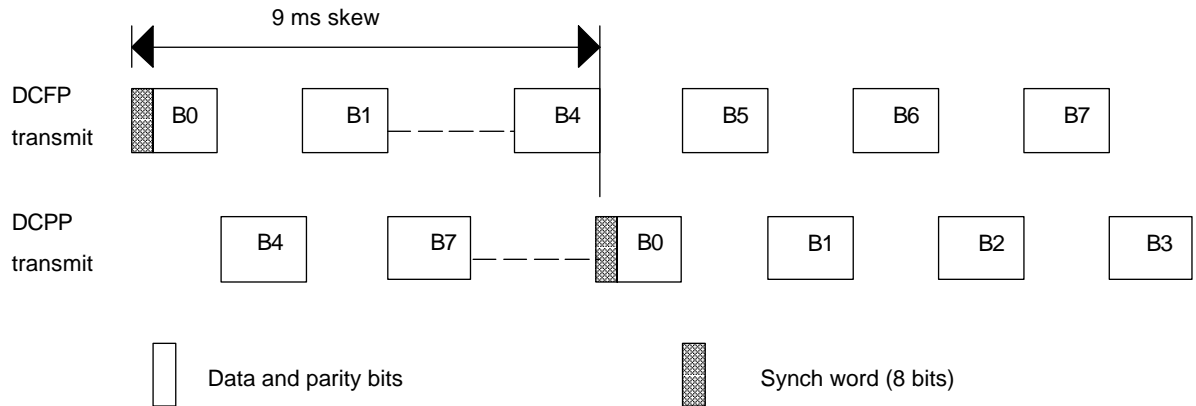 9 ms skew
DCFP
transmit
B0 B1 B4 B5 B6 B7
DCPP
transmit
B4 B7 B0 B1 B2 B3
Data and parity bits
Synch word (8 bits)